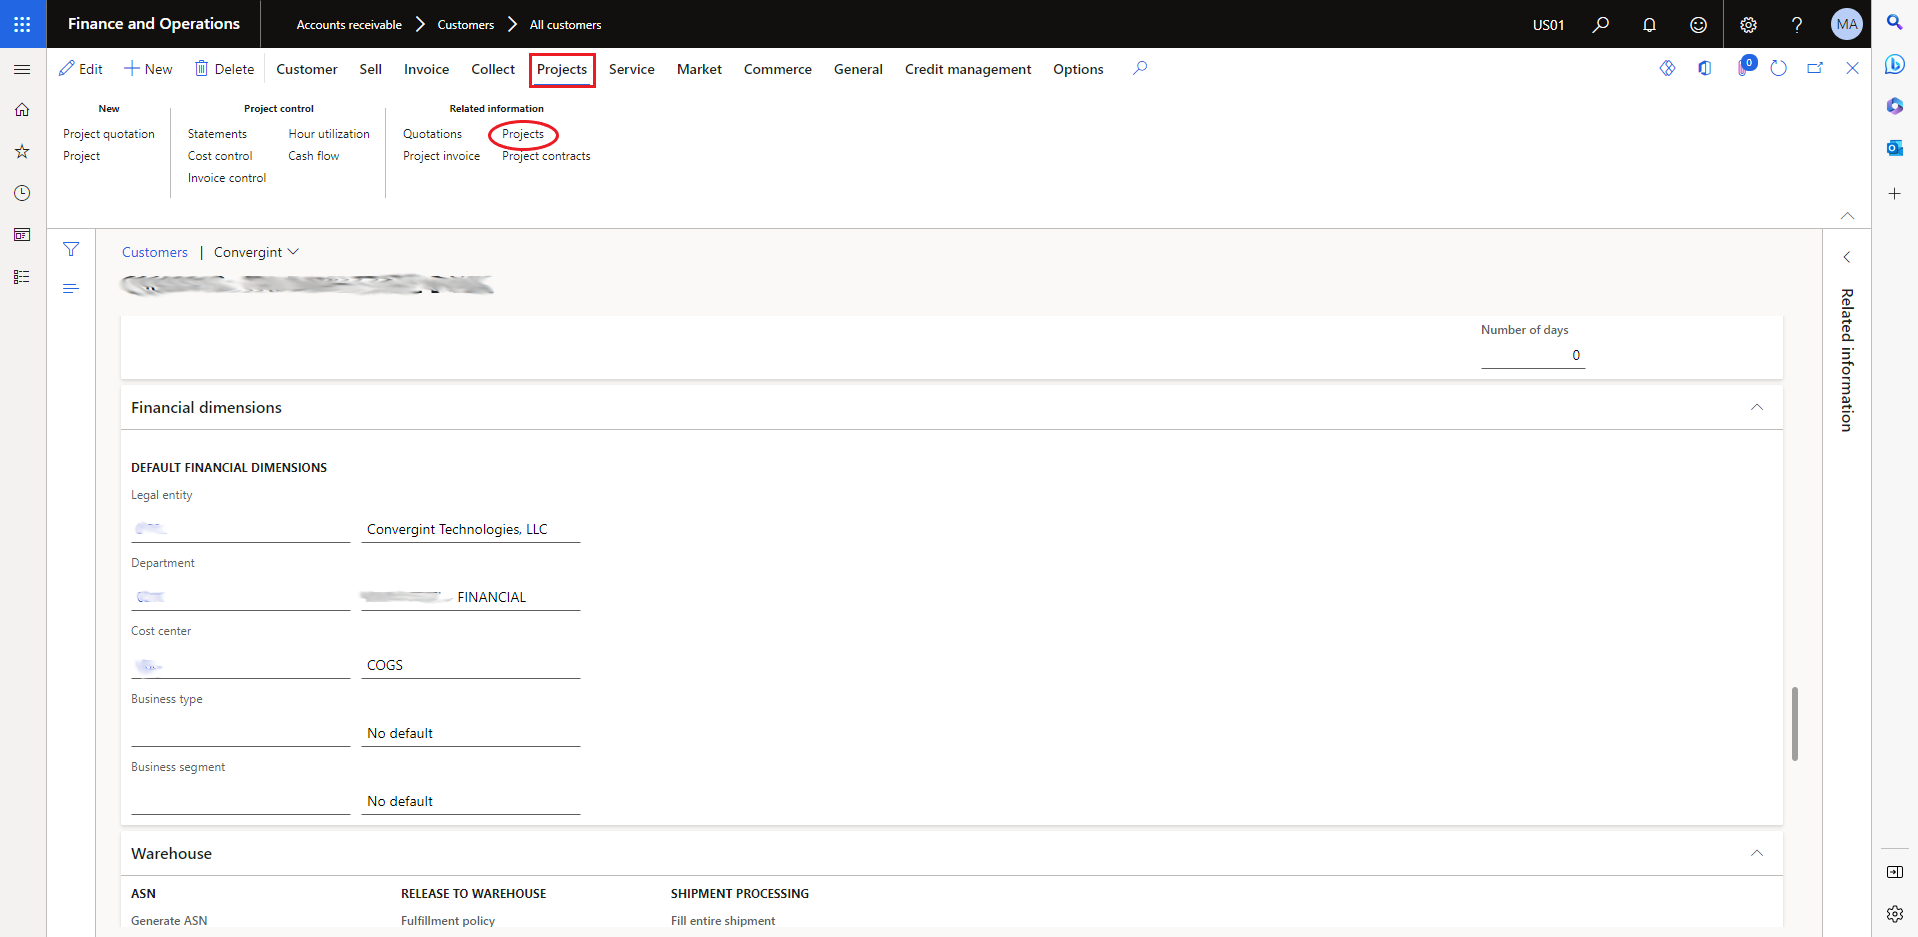 Finance and Operations
Accounts receivable
Customers
All customers
US01
MA
Edit
New
Delete
Customer
Sell
Invoice
Collect
Projects
Service
Market
Commerce
General
Credit management
Options
0
New
Project quotation
Project
Project control
Statements
Cost control
Invoice control
Hour utilization
Cash flow
Related information
Quotations
Project invoice
Projects
Project contracts
Customers | Convergint
Related information
Number of days
0
Financial dimensions
DEFAULT FINANCIAL DIMENSIONS
Legal entity
Convergint Technologies, LLC
Department
FINANCIAL
Cost center
COGS
Business type
No default
Business segment
No default
Warehouse
ASN
Generate ASN
RELEASE TO WAREHOUSE
Fulfillment policy
SHIPMENT PROCESSING
Fill entire shipment